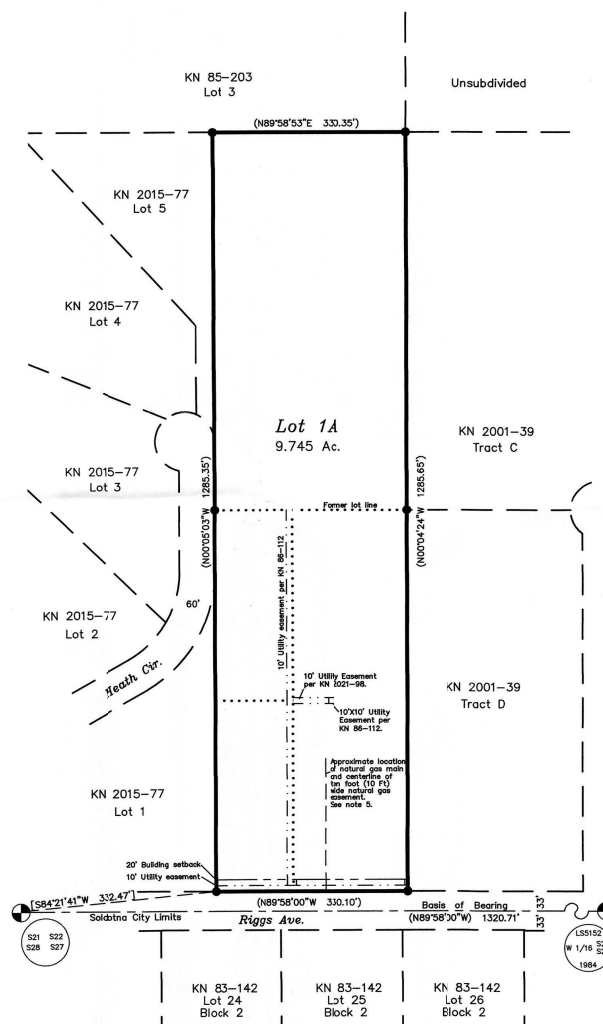 KN 85-203
Lot 3
Unsubdivided
(N89°58'53"E 330.35')
KN 2015-77
Lot 5
KN 2015-77
Lot 4
Lot 1A
9.745 Ac.
KN 2001-39
Tract C
KN 2015-77
Lot 3
(N00°05'03"W 1285.35')
(N00°04'24"W 1285.65')
Former lot line
10' Utility easement per KN 86-112
60'
KN 2015-77
Lot 2
Heath Cir.
10' Utility Easement
per KN 2021-98.
10'X10' Utility
Easement per
KN 86-112.
KN 2001-39
Tract D
Approximate location
of natural gas main
and centerline of
ten foot (10 Ft)
wide natural gas
easement.
See note 5.
KN 2015-77
Lot 1
20' Building setback
10' Utility easement
[S84°21'41"W 332.47']
(N89°58'00"W 330.10')
Basis of Bearing
(N89°58'00"W) 1320.71'
33'
33'
Soldotna City Limits
Riggs Ave.
S21 S22
S28 S27
LS5152
W 1/16
1984
KN 83-142
Lot 24
Block 2
KN 83-142
Lot 25
Block 2
KN 83-142
Lot 26
Block 2